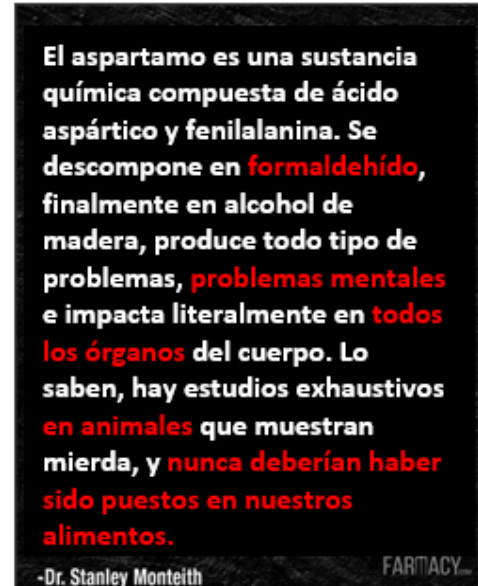 El aspartamo es una sustancia
química compuesta de ácido
aspártico y fenilalanina. Se
descompone en formaldehído,
finalmente en alcohol de
madera, produce todo tipo de
problemas, problemas mentales
e impacta literalmente en todos
los órganos del cuerpo. Lo
saben, hay estudios exhaustivos
en animales que muestran
mierda, y nunca deberían haber
sido puestos en nuestros
alimentos.
-Dr. Stanley Monteith
FARMACY